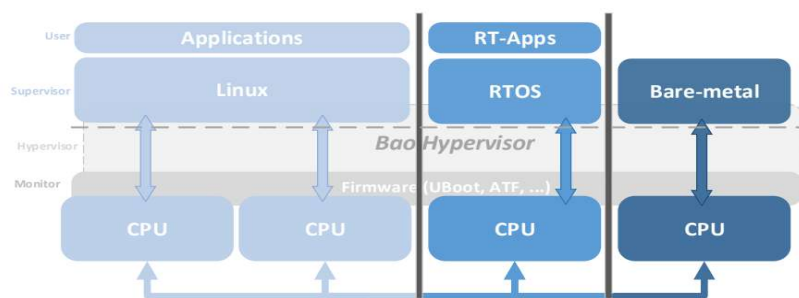 User
Applications
RT-Apps
Supervisor
Linux
RTOS
Bare-metal
Hypervisor
Bao Hypervisor
Monitor
Firmware (UBoot, ATF, ...)
CPU
CPU
CPU
CPU